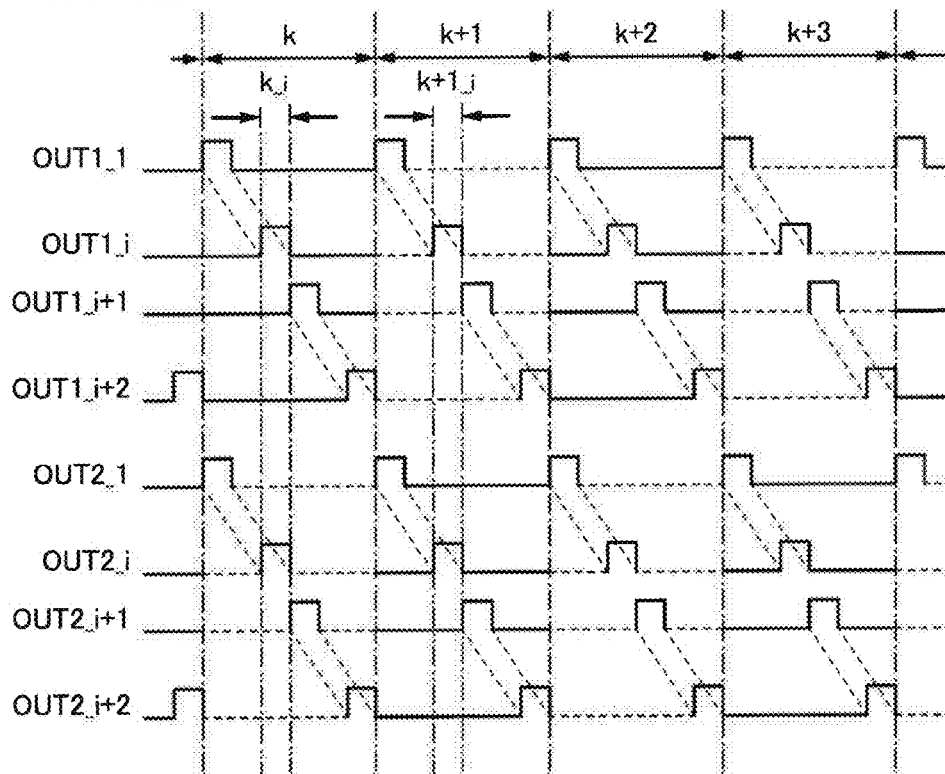 k k+1 k+2 k+3
k_i k+1_i
OUT1_1
OUT1_i
OUT1_i+1
OUT1_i+2
OUT2_1
OUT2_i
OUT2_i+1
OUT2_i+2